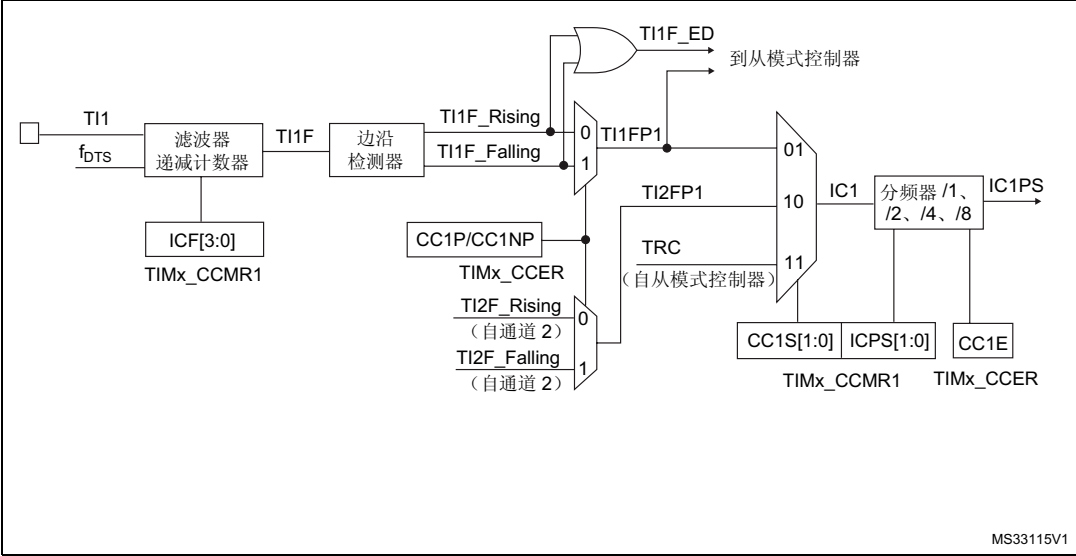 TI1F_ED
到从模式控制器
TI1
f_DTS
滤波器
递减计数器
TI1F
边沿
检测器
TI1F_Rising
TI1F_Falling
0
1
TI1FP1
01
TI2FP1
10
IC1
分频器 /1、
/2、/4、/8
IC1PS
ICF[3:0]
TIMx_CCMR1
CC1P/CC1NP
TIMx_CCER
TRC
11
（自从模式控制器）
TI2F_Rising
（自通道 2）
0
TI2F_Falling
（自通道 2）
1
CC1S[1:0]
ICPS[1:0]
CC1E
TIMx_CCMR1
TIMx_CCER
MS33115V1